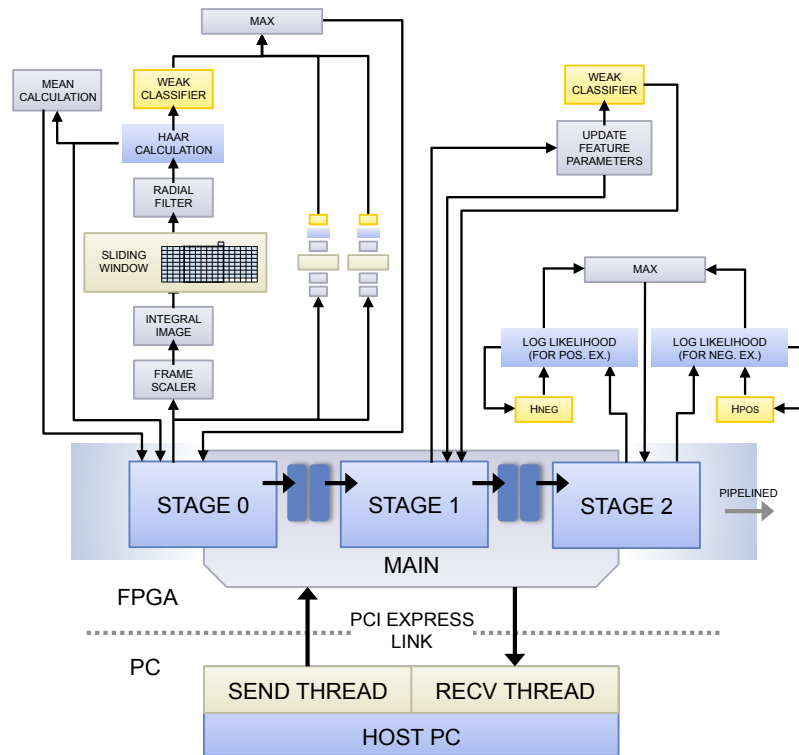 MAX
MEAN
CALCULATION
WEAK
CLASSIFIER
HAAR
CALCULATION
RADIAL
FILTER
SLIDING
WINDOW
INTEGRAL
IMAGE
FRAME
SCALER
WEAK
CLASSIFIER
UPDATE
FEATURE
PARAMETERS
MAX
LOG LIKELIHOOD
(FOR POS. EX.)
LOG LIKELIHOOD
(FOR NEG. EX.)
HNEG
HPOS
STAGE 0
STAGE 1
STAGE 2
PIPELINED
MAIN
FPGA
PCI EXPRESS
LINK
PC
SEND THREAD
RECV THREAD
HOST PC